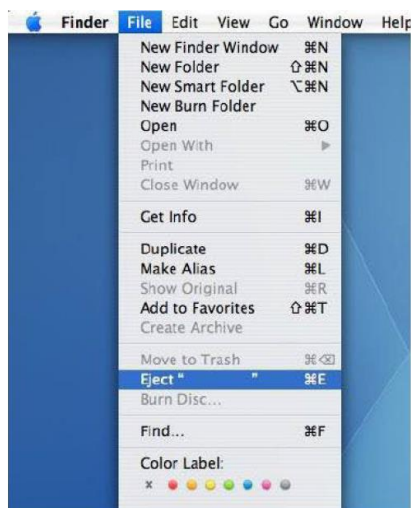 Finder File Edit View Go Window Help
New Finder Window ⌘N
New Folder ⇧⌘N
New Smart Folder ⌥⌘N
New Burn Folder
Open ⌘O
Open With ▶
Print
Close Window ⌘W
Get Info ⌘I
Duplicate ⌘D
Make Alias ⌘L
Show Original ⌘R
Add to Favorites ⇧⌘T
Create Archive
Move to Trash ⌘⌫
Eject “ ” ⌘E
Burn Disc...
Find... ⌘F
Color Label:
x